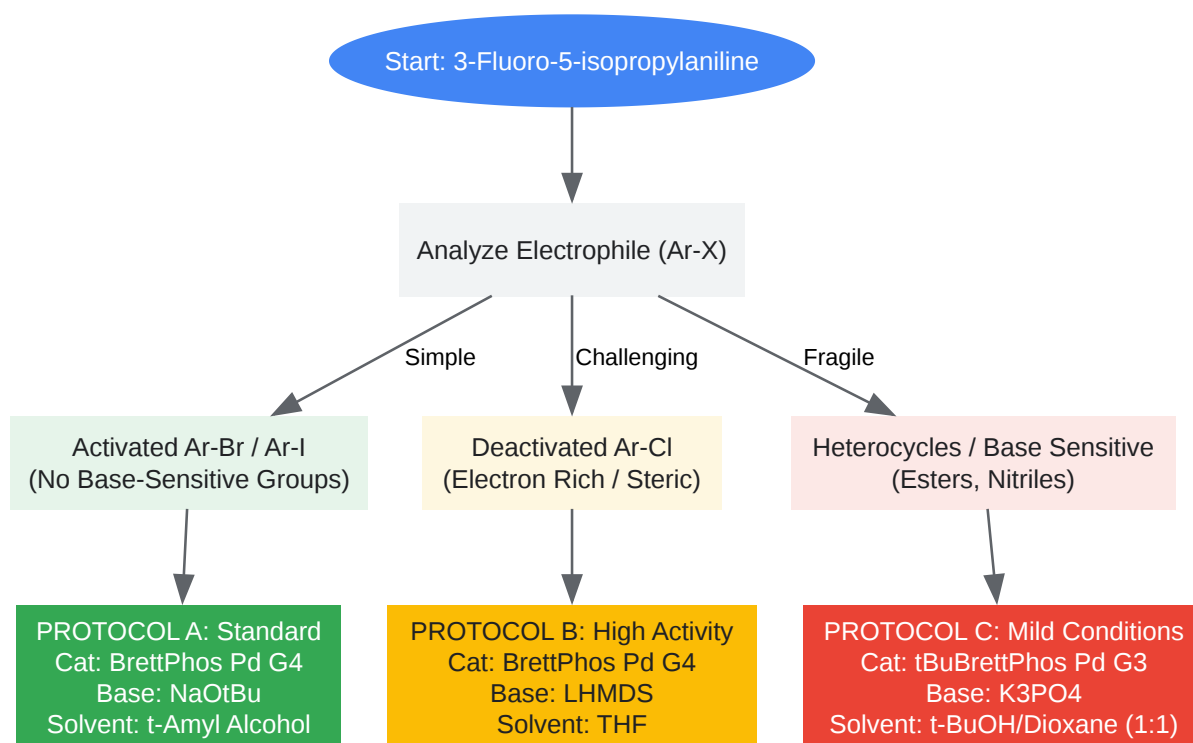 Start: 3-Fluoro-5-isopropylaniline
Analyze Electrophile (Ar-X)
Simple
Challenging
Fragile
Activated Ar-Br / Ar-I
(No Base-Sensitive Groups)
Deactivated Ar-Cl
(Electron Rich / Steric)
Heterocycles / Base Sensitive
(Esters, Nitriles)
PROTOCOL A: Standard
Cat: BrettPhos Pd G4
Base: NaOtBu
Solvent: t-Amyl Alcohol
PROTOCOL B: High Activity
Cat: BrettPhos Pd G4
Base: LHMDS
Solvent: THF
PROTOCOL C: Mild Conditions
Cat: tBuBrettPhos Pd G3
Base: K3PO4
Solvent: t-BuOH/Dioxane (1:1)